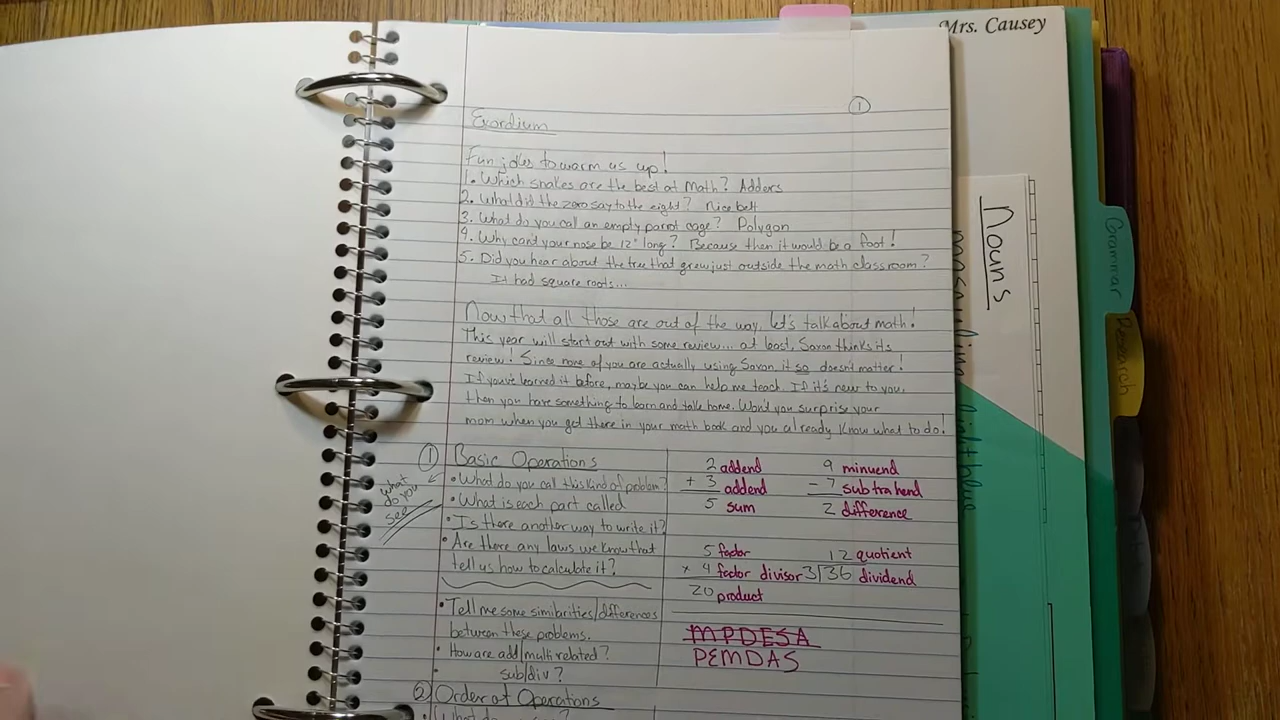 Mrs. Causey
①
Exordium
Fun jokes to warm us up!
1. Which snakes are the best at Math? Adders
2. What did the zero say to the eight? Nice belt
3. What do you call an empty parrot cage? Polygon
4. Why can't your nose be 12" long? Because then it would be a foot!
5. Did you hear about the tree that grew just outside the math classroom?
It had square roots...
Now that all those are out of the way, let's talk about math!
This year will start out with some review... at least, Saxon thinks its
review! Since none of you are actually using Saxon it so doesn't matter!
If you've learned it before, maybe you can help me teach. If it's new to you,
then you have something to learn and take home. Won't you surprise your
mom when you get there in your math book and you already know what to do!
① Basic Operations
• What do you call this kind of problem?
• What is each part called
• Is there another way to write it?
• Are there any laws we know that
tell us how to calculate it?
what
do you
see
• Tell me some similarities/differences
between these problems.
• How are add/multi related?
• sub/div?
2 addend
+ 3 addend
5 sum
9 minuend
- 7 subtrahend
2 difference
5 factor
x 4 factor
20 product
12 quotient
divisor 3)36 dividend
MPDESA
PEMDAS
② Order of Operations
Nouns
masculine
light blue
Grammar
Research